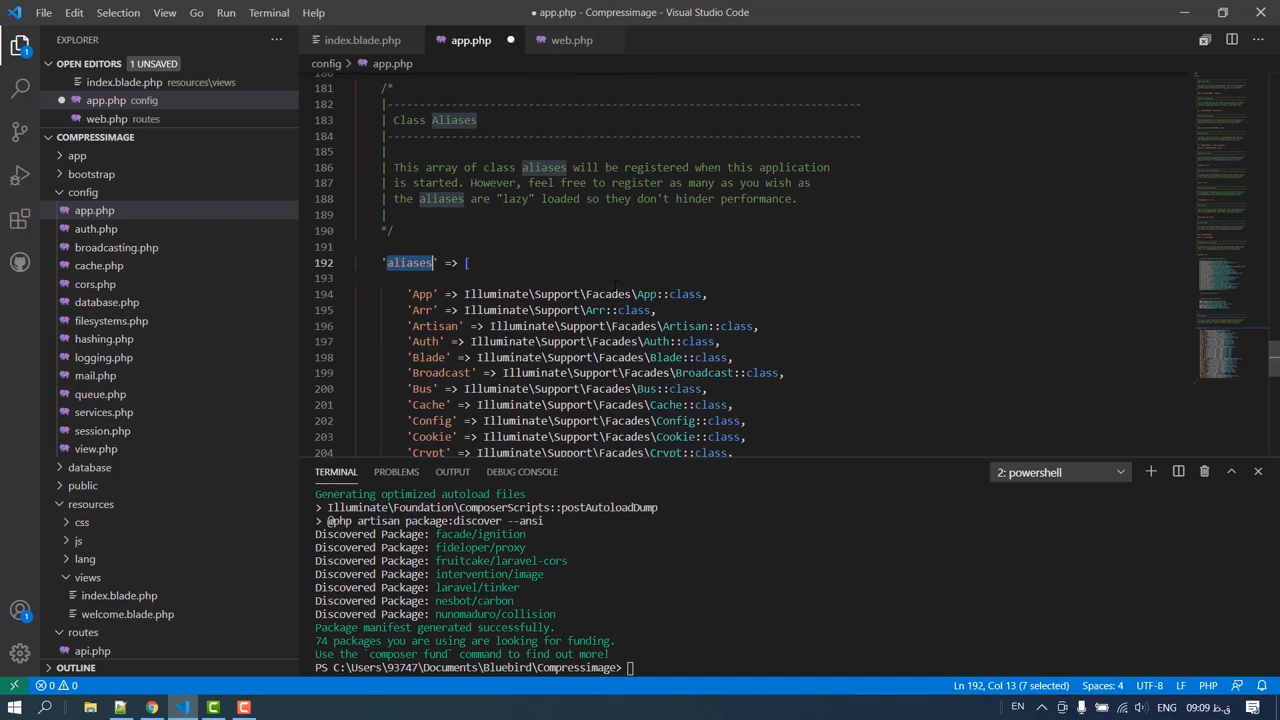 File Edit Selection View Go Run Terminal Help
● app.php - Compressimage - Visual Studio Code
EXPLORER
OPEN EDITORS 1 UNSAVED
index.blade.php resources\views
app.php config
web.php routes
COMPRESSIMAGE
app
bootstrap
config
app.php
auth.php
broadcasting.php
cache.php
cors.php
database.php
filesystems.php
hashing.php
logging.php
mail.php
queue.php
services.php
session.php
view.php
database
public
resources
css
js
lang
views
index.blade.php
welcome.blade.php
routes
api.php
OUTLINE
index.blade.php app.php ● web.php
config > app.php
181 /*
182 |--------------------------------------------------------------------------
183 | Class Aliases
184 |--------------------------------------------------------------------------
185 |
186 | This array of class aliases will be registered when this application
187 | is started. However, feel free to register as many as you wish as
188 | the aliases are "lazy" loaded so they don't hinder performance.
189 |
190 */
191
192 'aliases' => [
193
194 'App' => Illuminate\Support\Facades\App::class,
195 'Arr' => Illuminate\Support\Arr::class,
196 'Artisan' => Illuminate\Support\Facades\Artisan::class,
197 'Auth' => Illuminate\Support\Facades\Auth::class,
198 'Blade' => Illuminate\Support\Facades\Blade::class,
199 'Broadcast' => Illuminate\Support\Facades\Broadcast::class,
200 'Bus' => Illuminate\Support\Facades\Bus::class,
201 'Cache' => Illuminate\Support\Facades\Cache::class,
202 'Config' => Illuminate\Support\Facades\Config::class,
203 'Cookie' => Illuminate\Support\Facades\Cookie::class,
204 'Crypt' => Illuminate\Support\Facades\Crypt::class,
TERMINAL PROBLEMS OUTPUT DEBUG CONSOLE 2: powershell
Generating optimized autoload files
> Illuminate\Foundation\ComposerScripts::postAutoloadDump
> @php artisan package:discover --ansi
Discovered Package: facade/ignition
Discovered Package: fideloper/proxy
Discovered Package: fruitcake/laravel-cors
Discovered Package: intervention/image
Discovered Package: laravel/tinker
Discovered Package: nesbot/carbon
Discovered Package: nunomaduro/collision
Package manifest generated successfully.
74 packages you are using are looking for funding.
Use the `composer fund` command to find out more!
PS C:\Users\93747\Documents\Bluebird\Compressimage>
0 0 Ln 192, Col 13 (7 selected) Spaces: 4 UTF-8 LF PHP
EN 09:09 ق.ظ